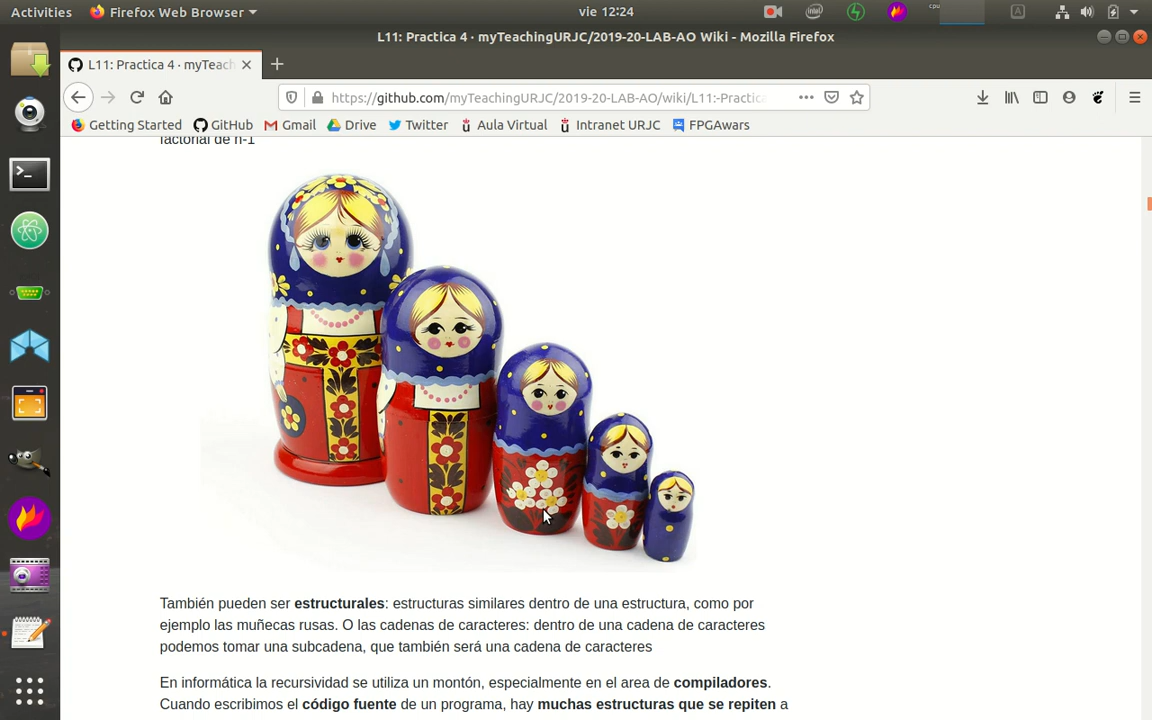 Activities Firefox Web Browser vie 12:24 cpu
L11: Practica 4 · myTeachingURJC/2019-20-LAB-AO Wiki - Mozilla Firefox
L11: Practica 4 · myTeach
https://github.com/myTeachingURJC/2019-20-LAB-AO/wiki/L11:-Practica
Getting Started GitHub Gmail Drive Twitter Aula Virtual Intranet URJC FPGAwars
factorial de n-1
También pueden ser estructurales: estructuras similares dentro de una estructura, como por
ejemplo las muñecas rusas. O las cadenas de caracteres: dentro de una cadena de caracteres
podemos tomar una subcadena, que también será una cadena de caracteres
En informática la recursividad se utiliza un montón, especialmente en el area de compiladores.
Cuando escribimos el código fuente de un programa, hay muchas estructuras que se repiten a